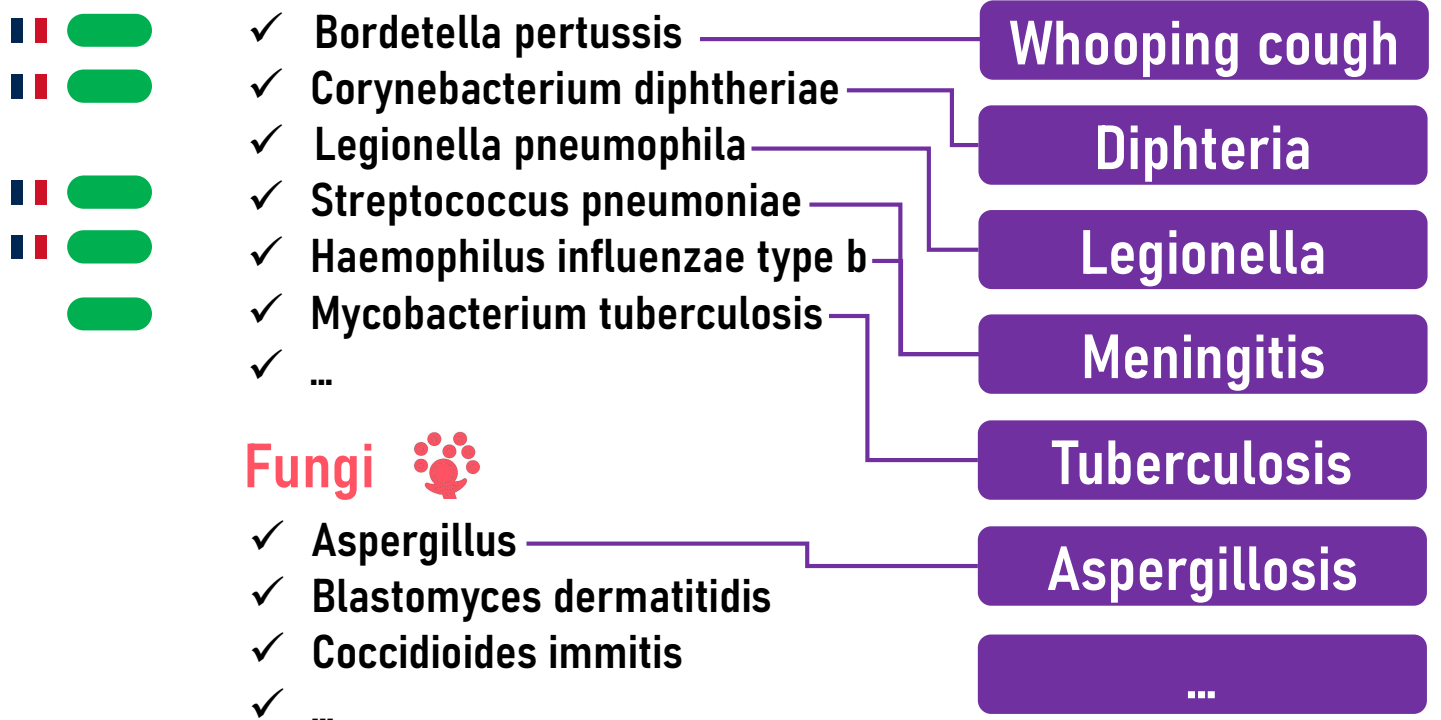 Bordetella pertussis
Corynebacterium diphtheriae
Legionella pneumophila
Streptococcus pneumoniae
Haemophilus influenzae type b
Mycobacterium tuberculosis
...
Fungi
Aspergillus
Blastomyces dermatitidis
Coccidioides immitis
...
Whooping cough
Diphteria
Legionella
Meningitis
Tuberculosis
Aspergillosis
...